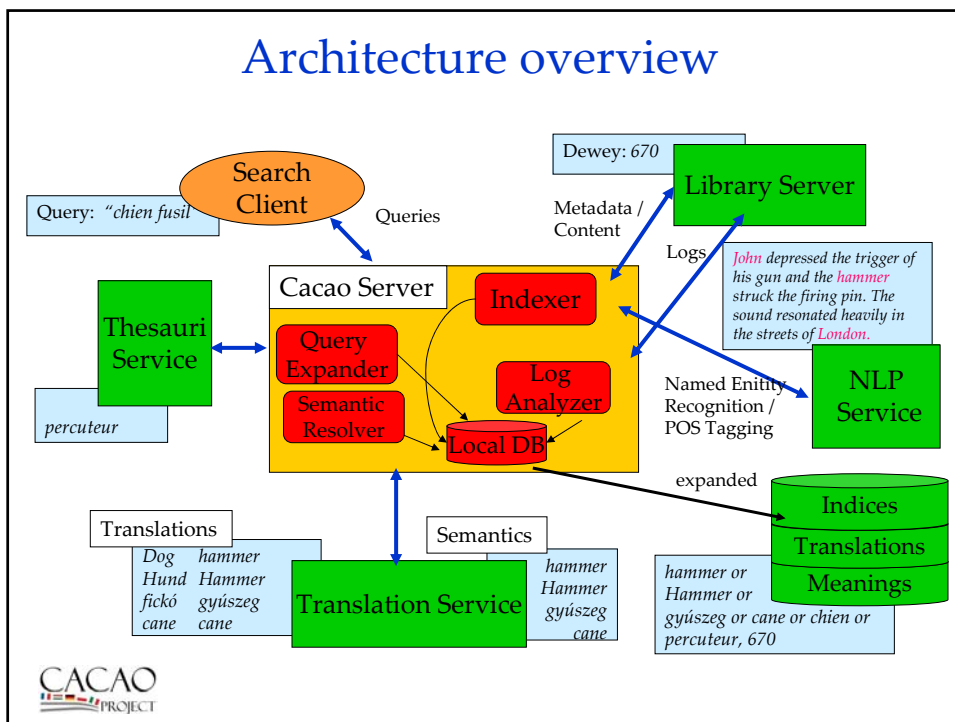 Architecture overview
Search
Client
Query:  “chien fusil
Queries
Dewey: 670
Library Server
Metadata /
Content
Logs
John depressed the trigger of
his gun and the hammer
struck the firing pin. The
sound resonated heavily in
the streets of London.
Cacao Server
Indexer
Thesauri
Service
Query
Expander
Log
Analyzer
Semantic
Resolver
Local DB
percuteur
Named Enitity
Recognition /
POS Tagging
NLP
Service
expanded
Indices
Translations
Meanings
Translations
Dog hammer
Hund Hammer
fickó gyúszeg
cane cane
Translation Service
Semantics
hammer
Hammer
gyúszeg
cane
hammer or
Hammer or
gyúszeg or cane or chien or
percuteur, 670
CACAO
PROJECT